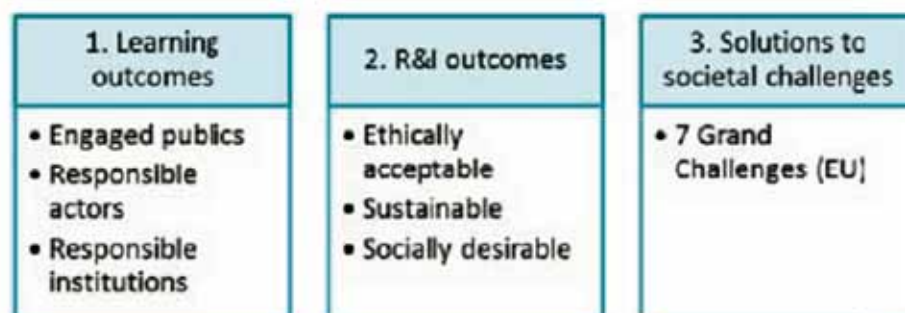 1. Learning
outcomes
• Engaged publics
• Responsible
actors
• Responsible
institutions
2. R&I outcomes
• Ethically
acceptable
• Sustainable
• Socially desirable
3. Solutions to
societal challenges
• 7 Grand
Challenges (EU)